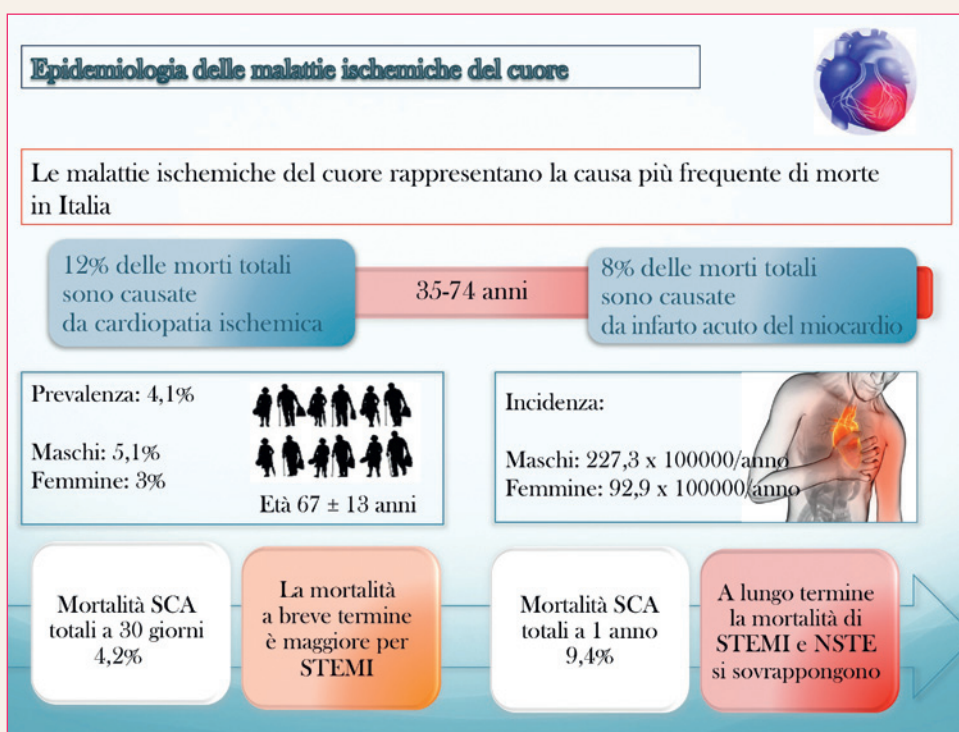 Epidemiologia delle malattie ischemiche del cuore
Le malattie ischemiche del cuore rappresentano la causa più frequente di morte
in Italia
12% delle morti totali
sono causate
da cardiopatia ischemica
35-74 anni
8% delle morti totali
sono causate
da infarto acuto del miocardio
Prevalenza: 4,1%
Maschi: 5,1%
Femmine: 3%
Età 67 ± 13 anni
Incidenza:
Maschi: 227,3 x 100000/anno
Femmine: 92,9 x 100000/anno
Mortalità SCA
totali a 30 giorni
4,2%
La mortalità
a breve termine
è maggiore per
STEMI
Mortalità SCA
totali a 1 anno
9,4%
A lungo termine
la mortalità di
STEMI e NSTE
si sovrappongono